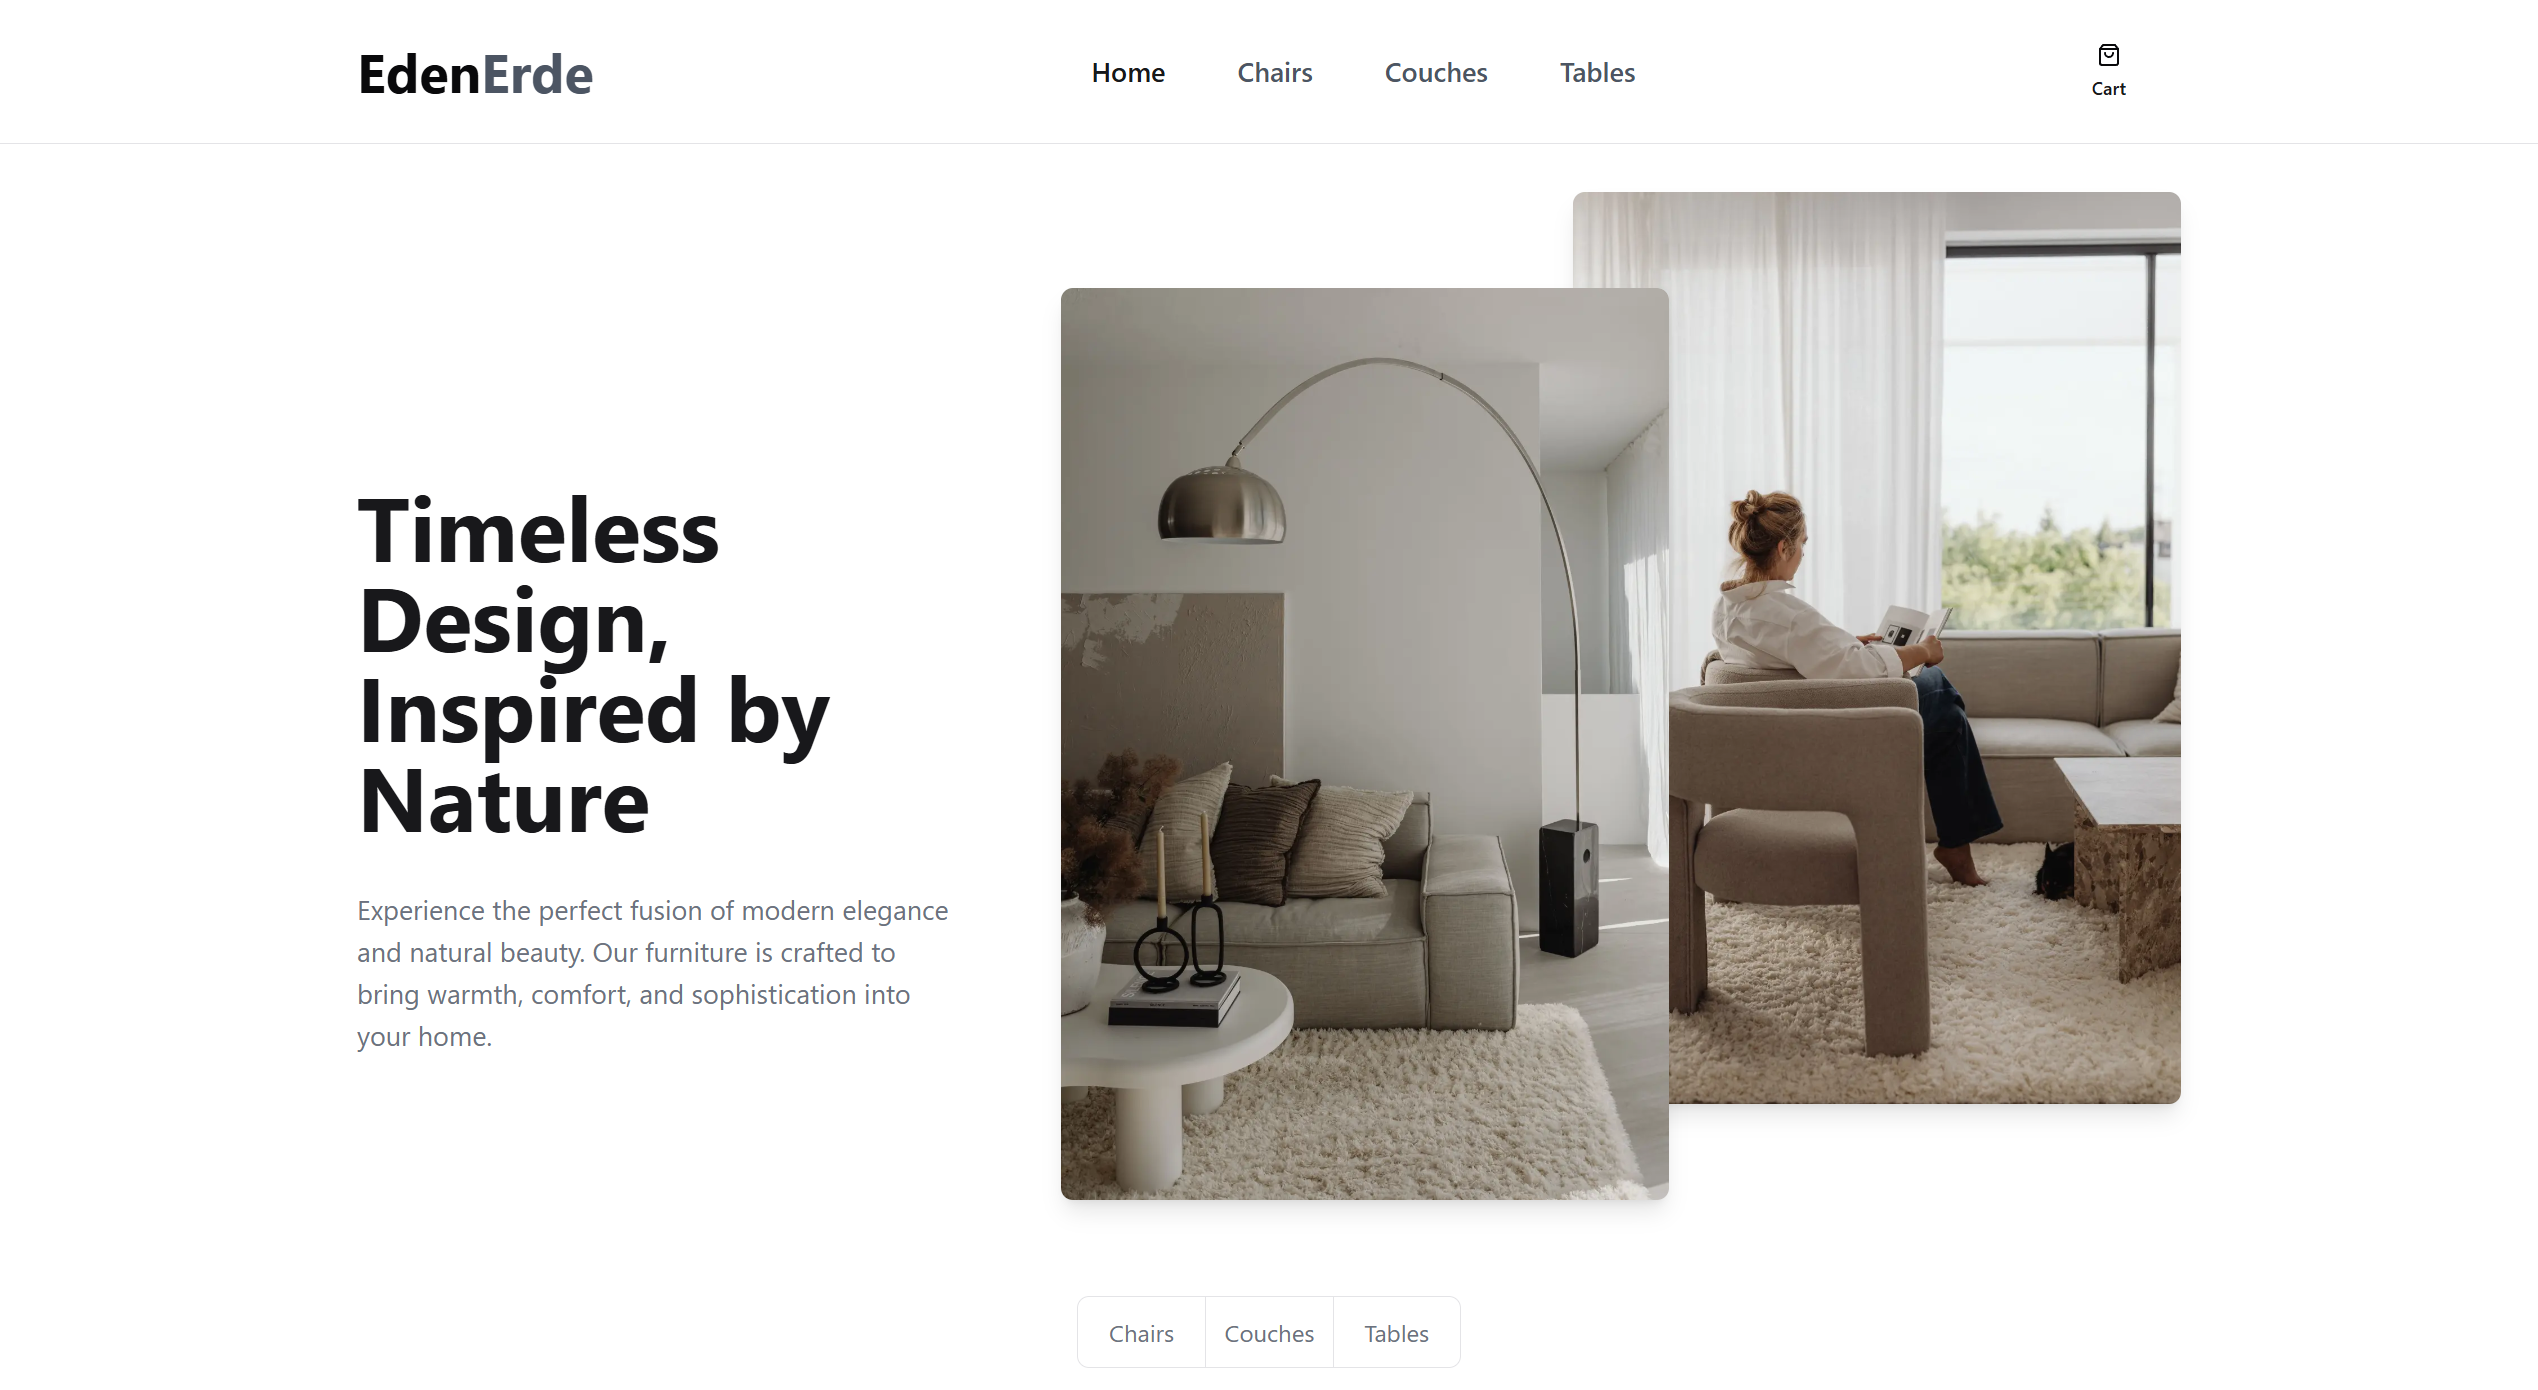 EdenErde
Home
Chairs
Couches
Tables
Cart
Timeless
Design,
Inspired by
Nature
Experience the perfect fusion of modern elegance
and natural beauty. Our furniture is crafted to
bring warmth, comfort, and sophistication into
your home.
Chairs
Couches
Tables